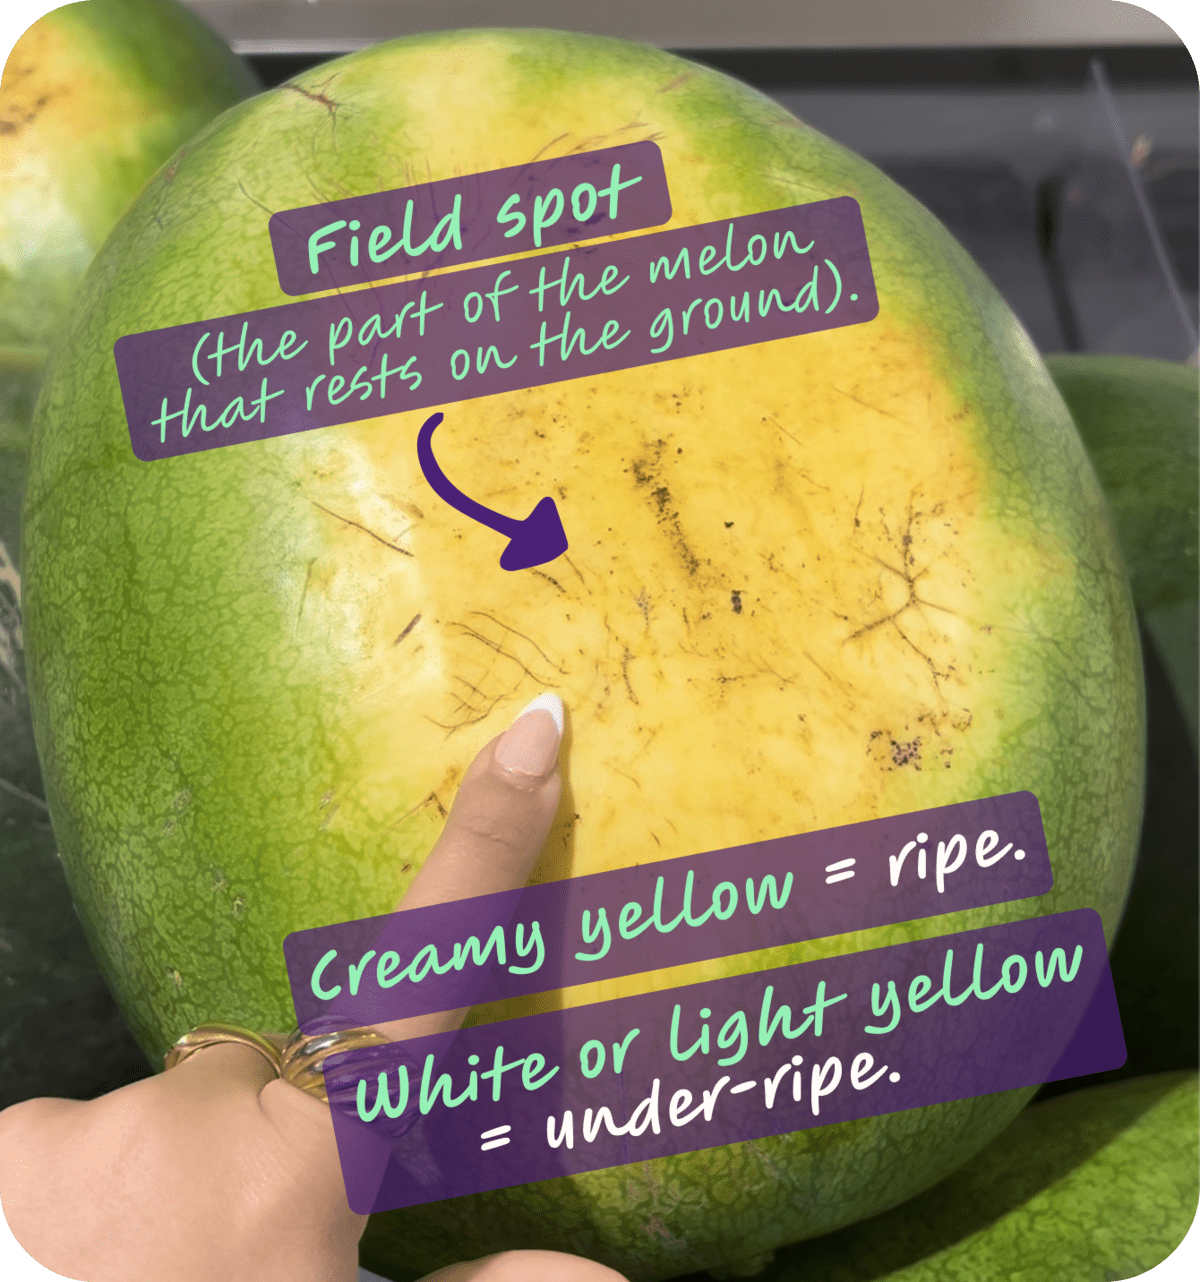 Field spot
(the part of the melon
that rests on the ground).
Creamy yellow = ripe.
White or light yellow
= under-ripe.